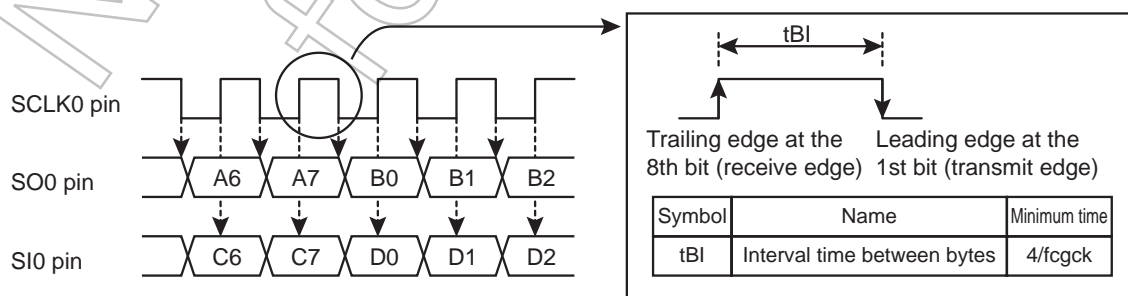 SCLK0 pin
SO0 pin A6 A7 B0 B1 B2
SI0 pin C6 C7 D0 D1 D2
tBI
Trailing edge at the
8th bit (receive edge)
Leading edge at the
1st bit (transmit edge)
Symbol Name Minimum time
tBI Interval time between bytes 4/fcgck